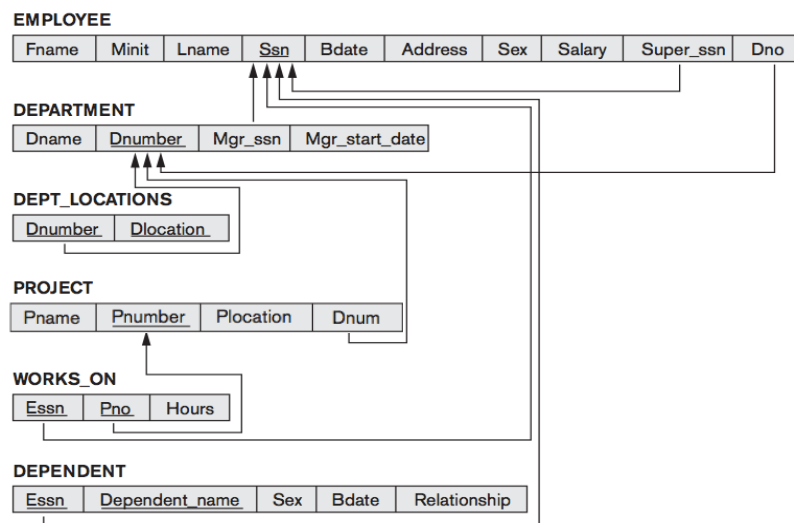 EMPLOYEE
Fname Minit Lname Ssn Bdate Address Sex Salary Super_ssn Dno
DEPARTMENT
Dname Dnumber Mgr_ssn Mgr_start_date
DEPT_LOCATIONS
Dnumber Dlocation
PROJECT
Pname Pnumber Plocation Dnum
WORKS_ON
Essn Pno Hours
DEPENDENT
Essn Dependent_name Sex Bdate Relationship